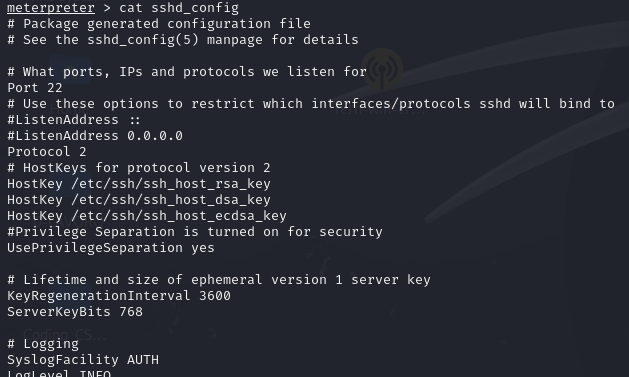 meterpreter > cat sshd_config
# Package generated configuration file
# See the sshd_config(5) manpage for details
# What ports, IPs and protocols we listen for
Port 22
# Use these options to restrict which interfaces/protocols sshd will bind to
#ListenAddress ::
#ListenAddress 0.0.0.0
Protocol 2
# HostKeys for protocol version 2
HostKey /etc/ssh/ssh_host_rsa_key
HostKey /etc/ssh/ssh_host_dsa_key
HostKey /etc/ssh/ssh_host_ecdsa_key
#Privilege Separation is turned on for security
UsePrivilegeSeparation yes
# Lifetime and size of ephemeral version 1 server key
KeyRegenerationInterval 3600
ServerKeyBits 768
# Logging
SyslogFacility AUTH
LogLevel INFO